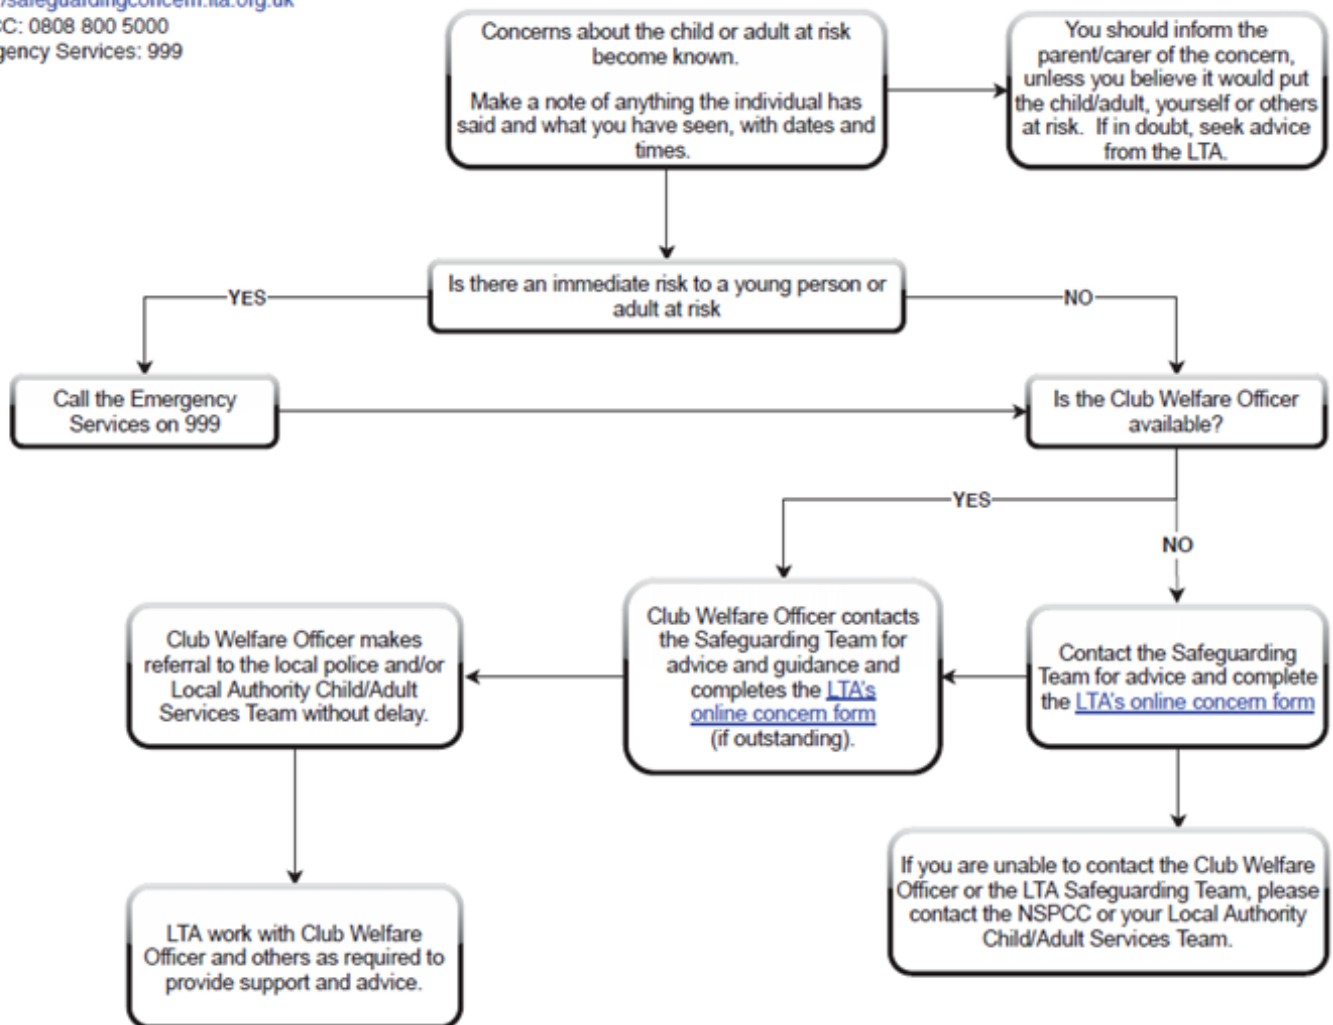 /safeguardingconcern.lta.org.uk
CC: 0808 800 5000
gency Services: 999
Concerns about the child or adult at risk
become known.
Make a note of anything the individual has
said and what you have seen, with dates and
times.
You should inform the
parent/carer of the concern,
unless you believe it would put
the child/adult, yourself or others
at risk. If in doubt, seek advice
from the LTA.
Is there an immediate risk to a young person or
adult at risk
YES
NO
Call the Emergency
Services on 999
Is the Club Welfare Officer
available?
YES
NO
Club Welfare Officer makes
referral to the local police and/or
Local Authority Child/Adult
Services Team without delay.
Club Welfare Officer contacts
the Safeguarding Team for
advice and guidance and
completes the LTA's
online concern form
(if outstanding).
Contact the Safeguarding
Team for advice and complete
the LTA's online concern form
If you are unable to contact the Club Welfare
Officer or the LTA Safeguarding Team, please
contact the NSPCC or your Local Authority
Child/Adult Services Team.
LTA work with Club Welfare
Officer and others as required to
provide support and advice.